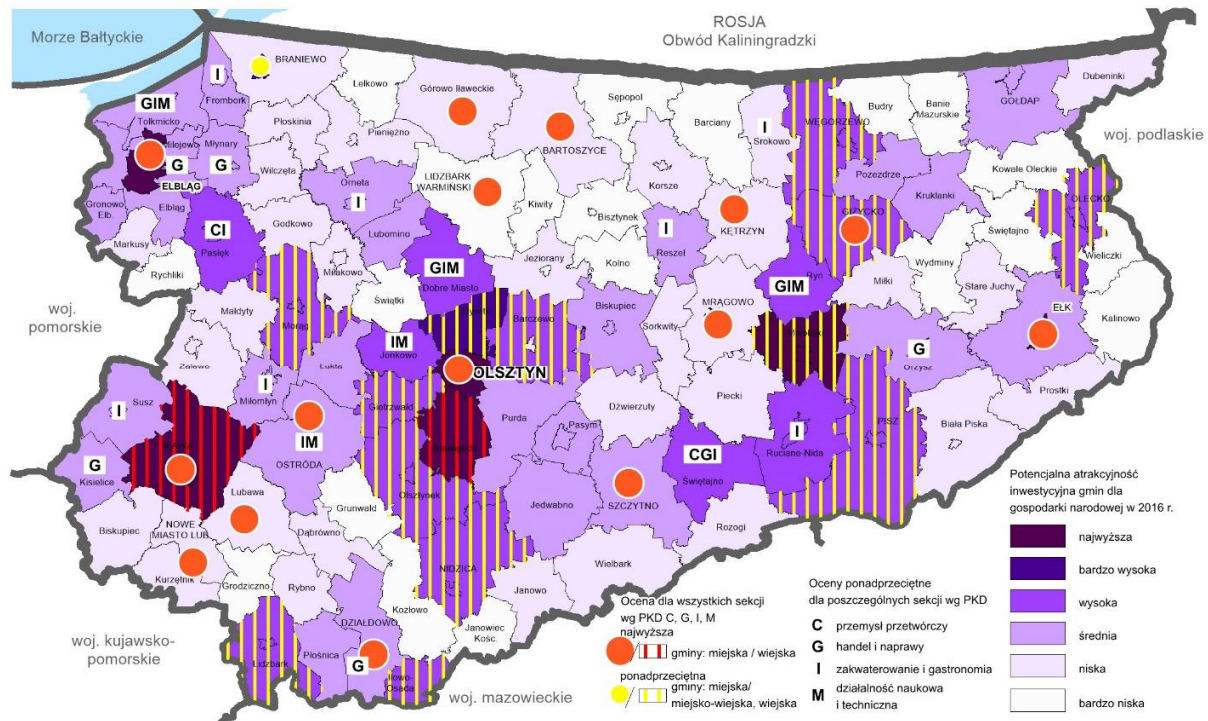 Morze Bałtyckie
ROSJA
Obwód Kaliningradzki
woj. podlaskie
woj. pomorskie
woj. kujawsko-
pomorskie
woj. mazowieckie
BRANIEWO
I
Frombork
Lelkowo
Górowo Iławeckie
Sępopol
Barciany
I
Srokowo
WĘGORZEWO
Budry
Banie
Mazurskie
GOŁDAP
Dubeninki
GIM
Tolkmicko
Płoskinia
Pieniężno
BARTOSZYCE
Milejewo
Młynary
G
G
ELBLĄG
Wilczęta
Orneta
I
LIDZBARK
WARMIŃSKI
Kiwity
Korsze
Pozezdrze
Kruklanki
Kowale Oleckie
OLECKO
Gronowo
Elb.
Elbląg
CI
Pasłęk
Godkowo
Lubomino
Bisztynek
I
Reszel
KĘTRZYN
GIŻYCKO
Świętajno
Wieliczki
Markusy
Rychliki
Miłakowo
GIM
Dobre Miasto
Jeziorany
Kolno
GIM
Ryn
Miłki
Wydminy
Stare Juchy
EŁK
Kalinowo
Małdyty
Morąg
Świątki
Barczewo
Biskupiec
Sorkwity
MRĄGOWO
G
Orzysz
Zalewo
Łukta
IM
Jonkowo
OLSZTYN
Prostki
Susz
I
I
Miłomłyn
Gietrzwałd
Purda
Pasym
Dźwierzuty
Piecki
I
Ruciane-Nida
PISZ
Biała Piska
G
Kisielice
IM
OSTRÓDA
CGI
Świętajno
Lubawa
Olsztynek
Jedwabno
SZCZYTNO
Rozogi
Biskupiec
NOWE
MIASTO LUB.
Grunwald
Dąbrówno
Kurzętnik
Grodziczno
Rybno
NIDZICA
Wielbark
Janowo
Kozłowo
Janowiec
Kośc.
DZIAŁDOWO
Lidzbark
Płośnica
G
Iłowo-
Osada
Ocena dla wszystkich sekcji
wg PKD C, G, I, M
najwyższa
/ gminy: miejska / wiejska
ponadprzeciętna
/ gminy: miejska/
miejsko-wiejska, wiejska
Oceny ponadprzeciętne
dla poszczególnych sekcji wg PKD
C przemysł przetwórczy
G handel i naprawy
I zakwaterowanie i gastronomia
M działalność naukowa
i techniczna
Potencjalna atrakcyjność
inwestycyjna gmin dla
gospodarki narodowej w 2016 r.
najwyższa
bardzo wysoka
wysoka
średnia
niska
bardzo niska